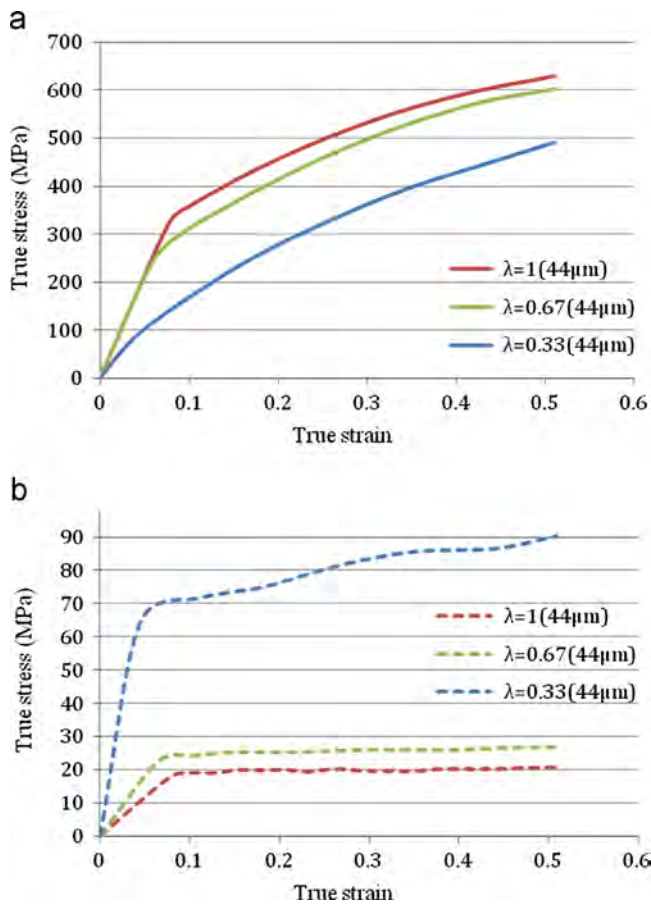 a
700
600
500
400
300
200
100
0
True stress (MPa)
λ=1(44μm)
λ=0.67(44μm)
λ=0.33(44μm)
0 0.1 0.2 0.3 0.4 0.5 0.6
True strain
b
90
80
70
60
50
40
30
20
10
0
True stress (MPa)
λ=1(44μm)
λ=0.67(44μm)
λ=0.33(44μm)
0 0.1 0.2 0.3 0.4 0.5 0.6
True strain